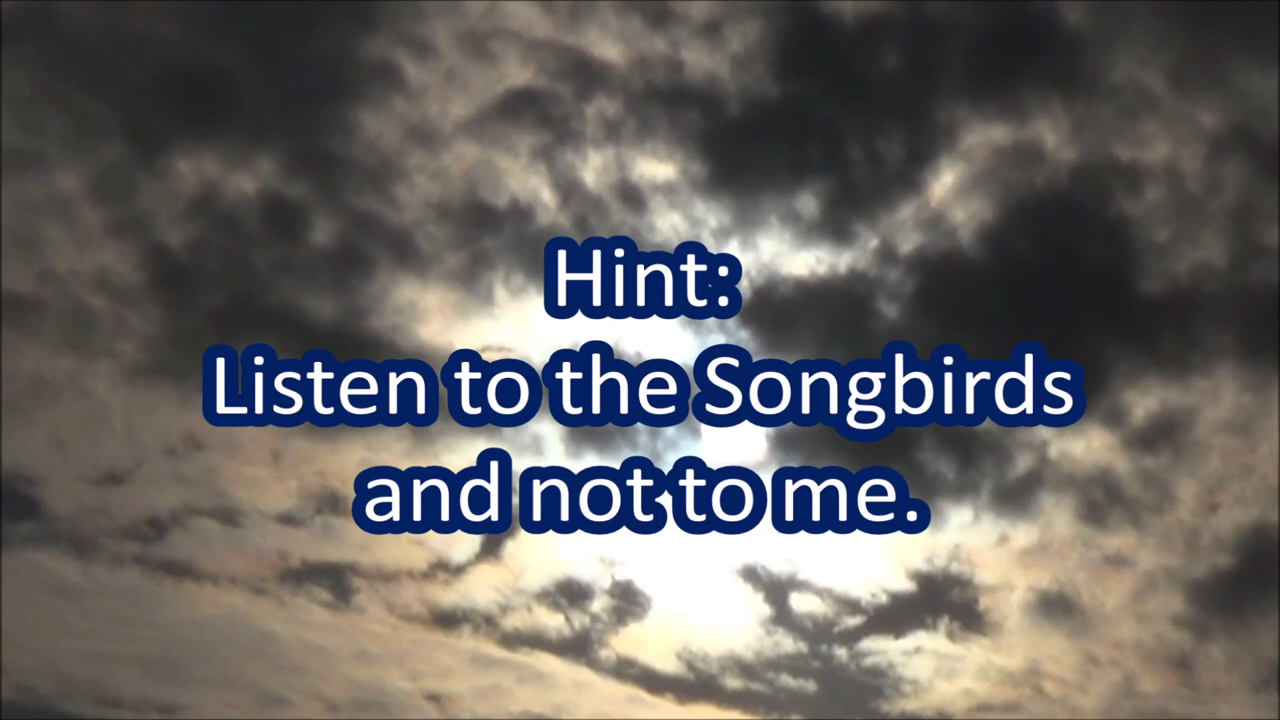 Hint:
Listen to the Songbirds
and not to me.